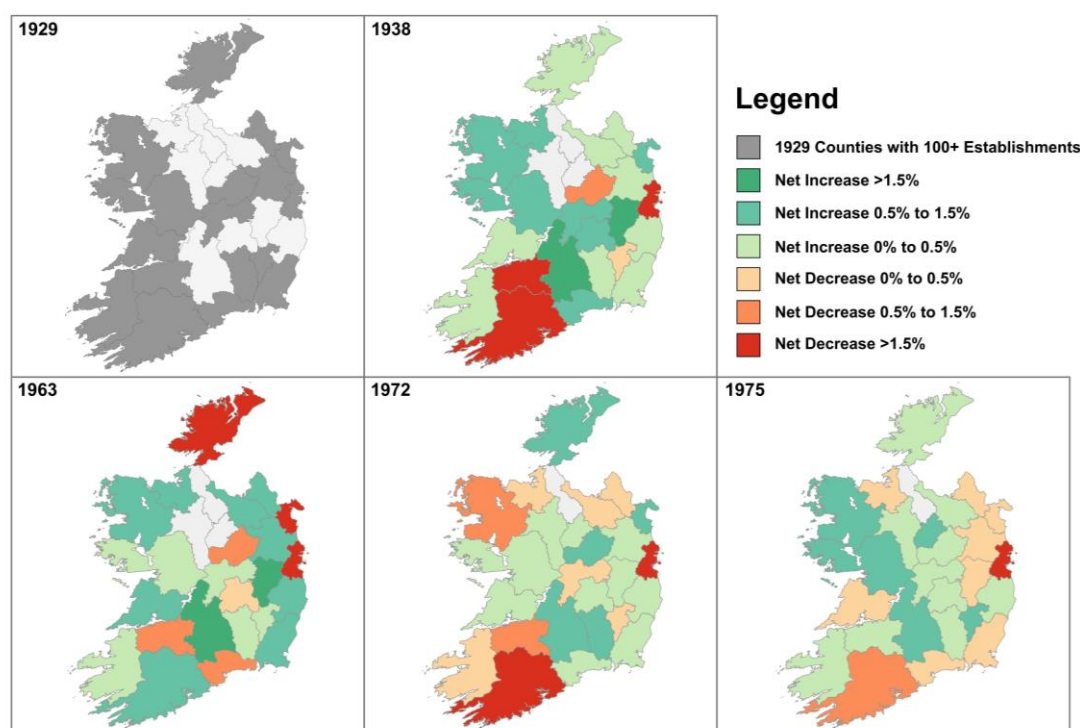 1929
1938
Legend
1929 Counties with 100+ Establishments
Net Increase >1.5%
Net Increase 0.5% to 1.5%
Net Increase 0% to 0.5%
Net Decrease 0% to 0.5%
Net Decrease 0.5% to 1.5%
Net Decrease >1.5%
1963
1972
1975